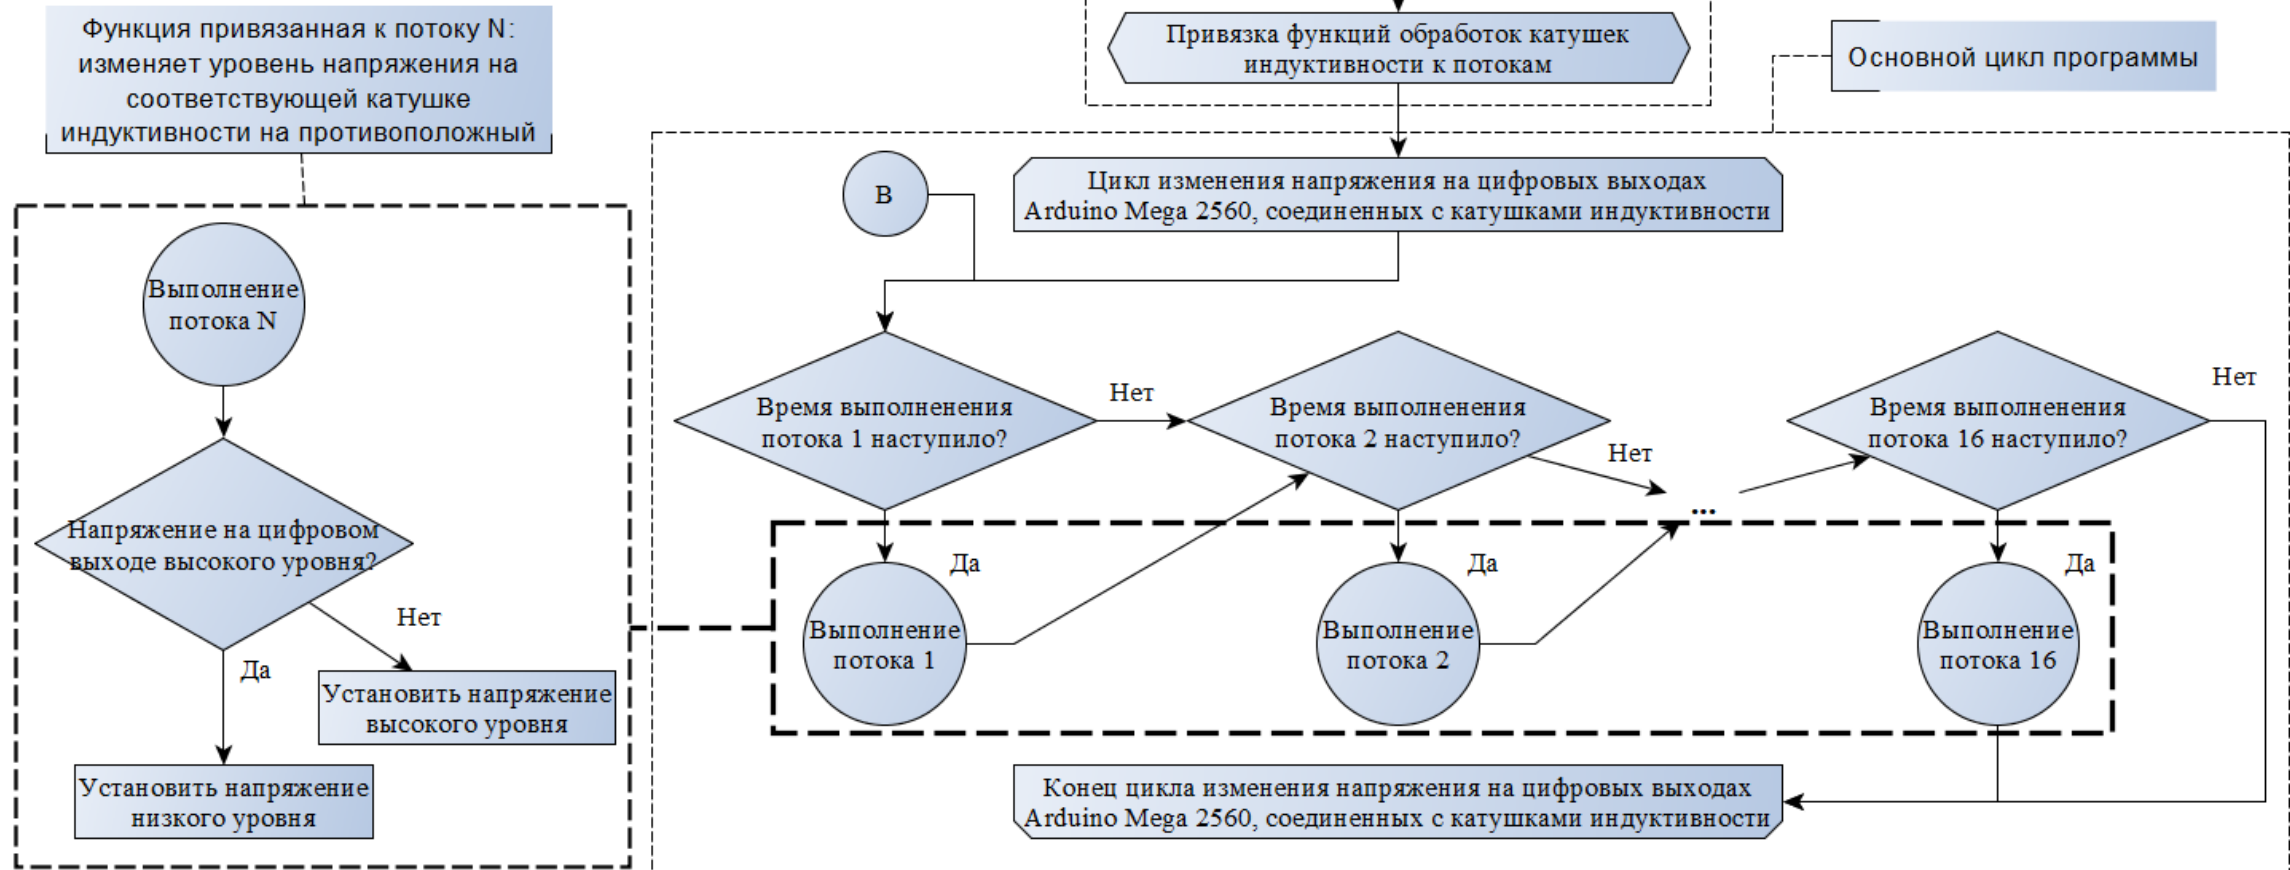 Функция привязанная к потоку N:
изменяет уровень напряжения на
соответствующей катушке
индуктивности на противоположный
Привязка функций обработок катушек
индуктивности к потокам
Основной цикл программы
Цикл изменения напряжения на цифровых выходах
Arduino Mega 2560, соединенных с катушками индуктивности
B
Выполнение
потока N
Напряжение на цифровом
выходе высокого уровня?
Нет
Да
Установить напряжение
высокого уровня
Установить напряжение
низкого уровня
Время выполненения
потока 1 наступило?
Нет
Время выполненения
потока 2 наступило?
Нет
...
Время выполненения
потока 16 наступило?
Нет
Да
Да
Да
Выполнение
потока 1
Выполнение
потока 2
Выполнение
потока 16
Конец цикла изменения напряжения на цифровых выходах
Arduino Mega 2560, соединенных с катушками индуктивности